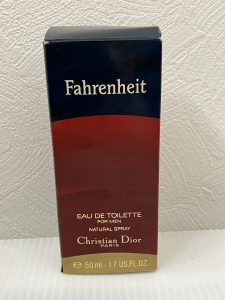 Fahrenheit
EAU DE TOILETTE
FOR MEN
NATURAL SPRAY
Christian Dior
PARIS
℮ 50 ml - 1.7 US.FL.OZ.